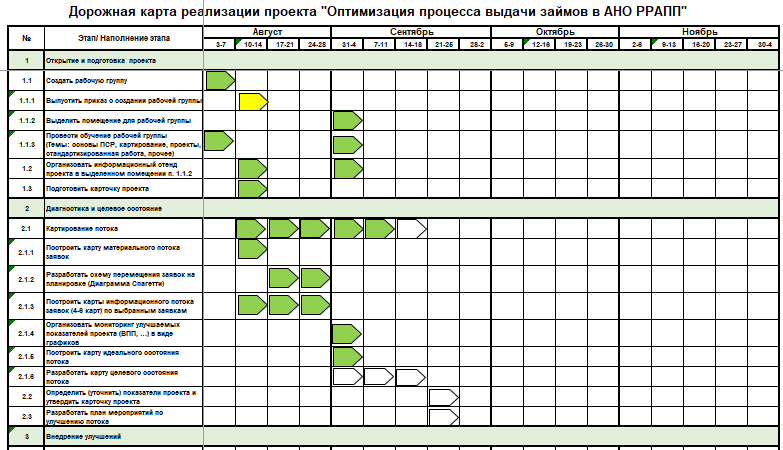 Дорожная карта реализации проекта "Оптимизация процесса выдачи займов в АНО РРАПП"
№ Этап/ Наполнение этапа Август Сентябрь Октябрь Ноябрь
3-7 10-14 17-21 24-28 31-4 7-11 14-18 21-25 28-2 5-9 12-16 19-23 26-30 2-6 9-13 16-20 23-27 30-4
1 Открытие и подготовка проекта
1.1 Создать рабочую группу
1.1.1 Выпустить приказ о создании рабочей группы
1.1.2 Выделить помещение для рабочей группы
1.1.3 Провести обучение рабочей группы
(Темы: основы ПСР, картирование, проекты,
стандартизированная работа, прочее)
1.2 Организовать информационный стенд
проекта в выделенном помещении п. 1.1.2
1.3 Подготовить карточку проекта
2 Диагностика и целевое состояние
2.1 Картирование потока
2.1.1 Построить карту материального потока
заявок
2.1.2 Разработать схему перемещения заявок на
планировке (Диаграмма Спагетти)
2.1.3 Построить карты информационного потока
заявок (4-6 карт) по выбранным заявкам
2.1.4 Организовать мониторинг улучшаемых
показателей проекта (ВПП, ...) в виде
графиков
2.1.5 Построить карту идеального состояния
потока
2.1.6 Разработать карту целевого состояния
потока
2.2 Определить (уточнить) показатели проекта и
утвердить карточку проекта
2.3 Разработать план мероприятий по
улучшению потока
3 Внедрение улучшений